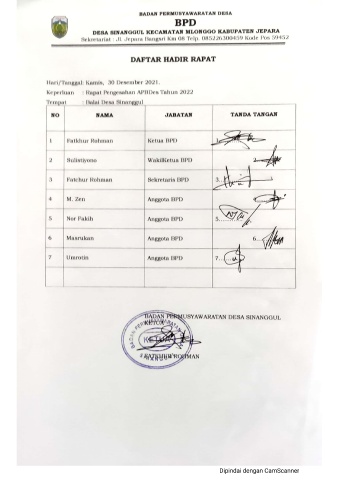 BADAN PERMUSYAWARATAN DESA
BPD
DESA SINANGGUL KECAMATAN MLONGGO KABUPATEN JEPARA
Sekretariat : Jl. Jepara Bangsri Km 08 Telp. 085226300459 Kode Pos 59452
DAFTAR HADIR RAPAT
Hari/Tanggal: Kamis, 30 Desember 2021.
Keperluan : Rapat Pengesahan APBDes Tahun 2022
Tempat : Balai Desa Sinanggul
NO NAMA JABATAN TANDA TANGAN
1 Fatkhur Rohman Ketua BPD 1.
2 Sulistiyono WakilKetua BPD 2.
3 Fatchur Rohman Sekretaris BPD 3.
4 M. Zen Anggota BPD
5 Nor Fakih Anggota BPD 5.
6 Masrukan Anggota BPD 6.
7 Umrotin Anggota BPD 7.
BADAN PERMUSYAWARATAN DESA SINANGGUL
KETUA
FATKHUR ROHMAN
Dipindai dengan CamScanner